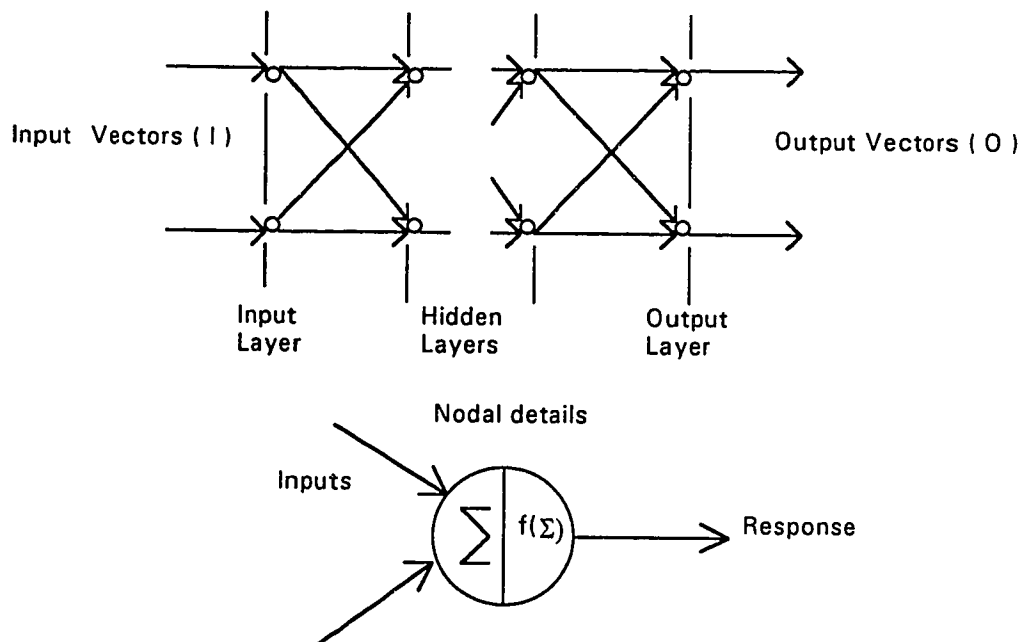 Input Vectors ( I )
Output Vectors ( O )
Input
Layer
Hidden
Layers
Output
Layer
Nodal details
Inputs
∑
f(Σ)
Response